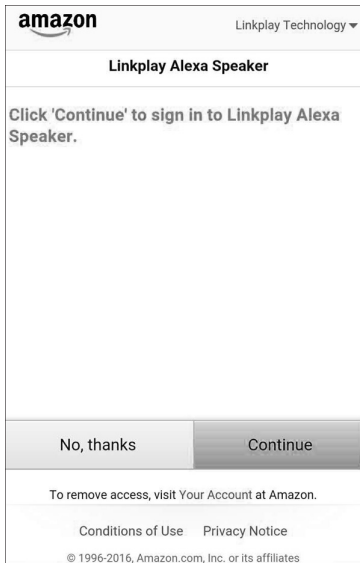 amazon
Linkplay Technology
Linkplay Alexa Speaker
Click 'Continue' to sign in to Linkplay Alexa
Speaker.
No, thanks
Continue
To remove access, visit Your Account at Amazon.
Conditions of Use Privacy Notice
© 1996-2016, Amazon.com, Inc. or its affiliates